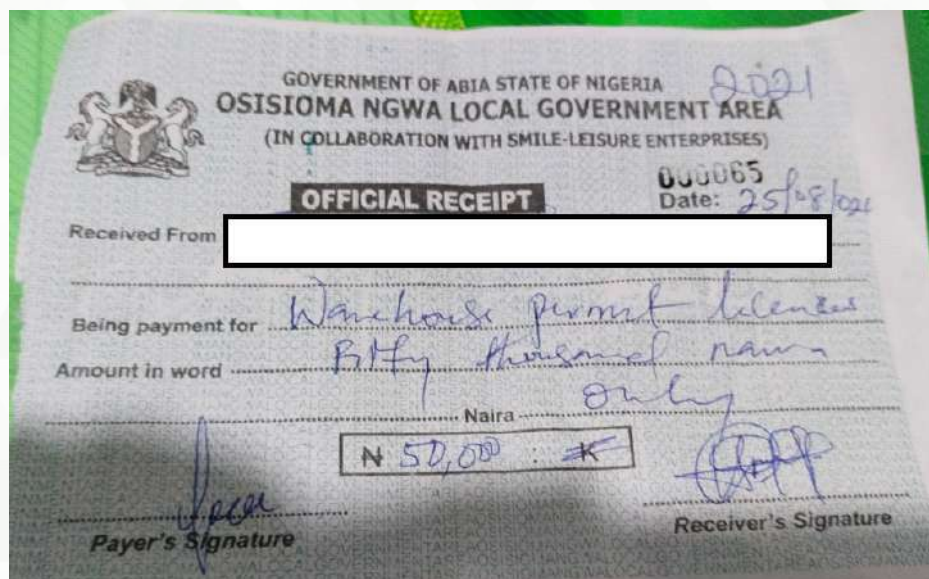 GOVERNMENT OF ABIA STATE OF NIGERIA
2021
OSISIOMA NGWA LOCAL GOVERNMENT AREA
(IN COLLABORATION WITH SMILE-LEISURE ENTERPRISES)
000065
OFFICIAL RECEIPT
Date: 25/08/021
Received From
Being payment for Warehouse permit licenses
Amount in word Fifty thousand naira
only
Naira
₦ 50,000 : K
Payer's Signature
Receiver's Signature